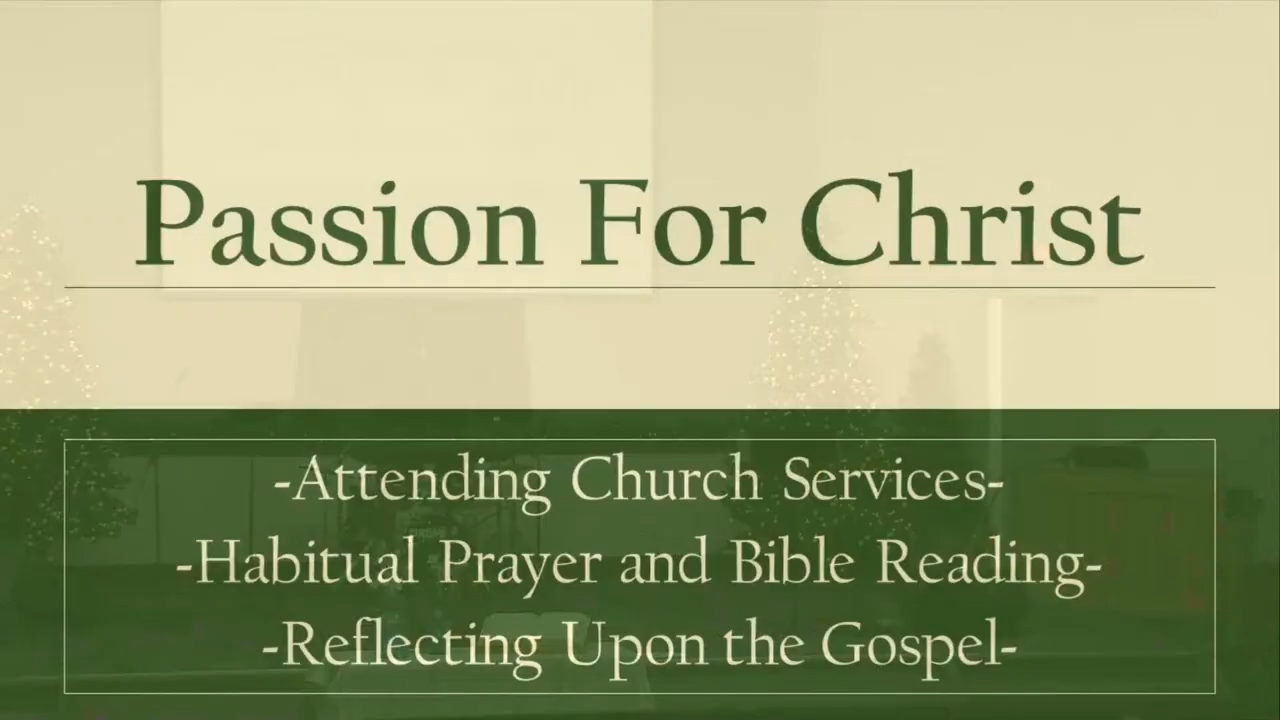 Passion For Christ
-Attending Church Services-
-Habitual Prayer and Bible Reading-
-Reflecting Upon the Gospel-